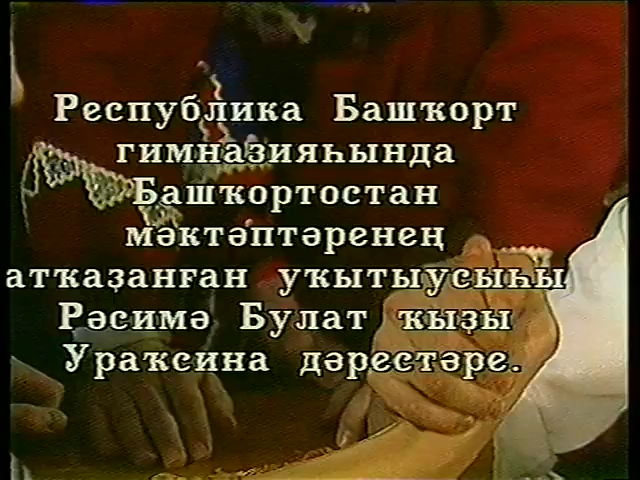 Республика Башҡорт
гимназияһында
Башҡортостан
мәктәптәренең
атҡаҙанған уҡытыусыһы
Рәсимә Булат ҡыҙы
Ураҡсина дәрестәре.